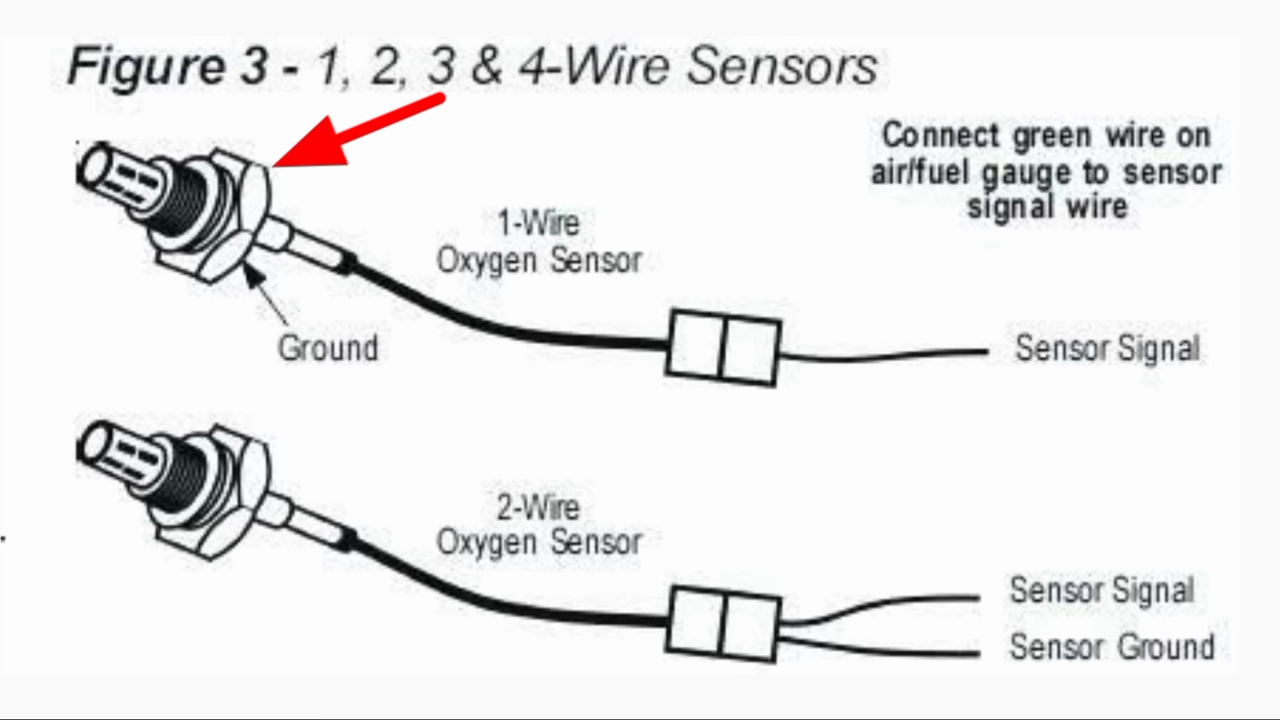 Figure 3 - 1, 2, 3 & 4-Wire Sensors
Connect green wire on
air/fuel gauge to sensor
signal wire
1-Wire
Oxygen Sensor
Ground
Sensor Signal
2-Wire
Oxygen Sensor
Sensor Signal
Sensor Ground